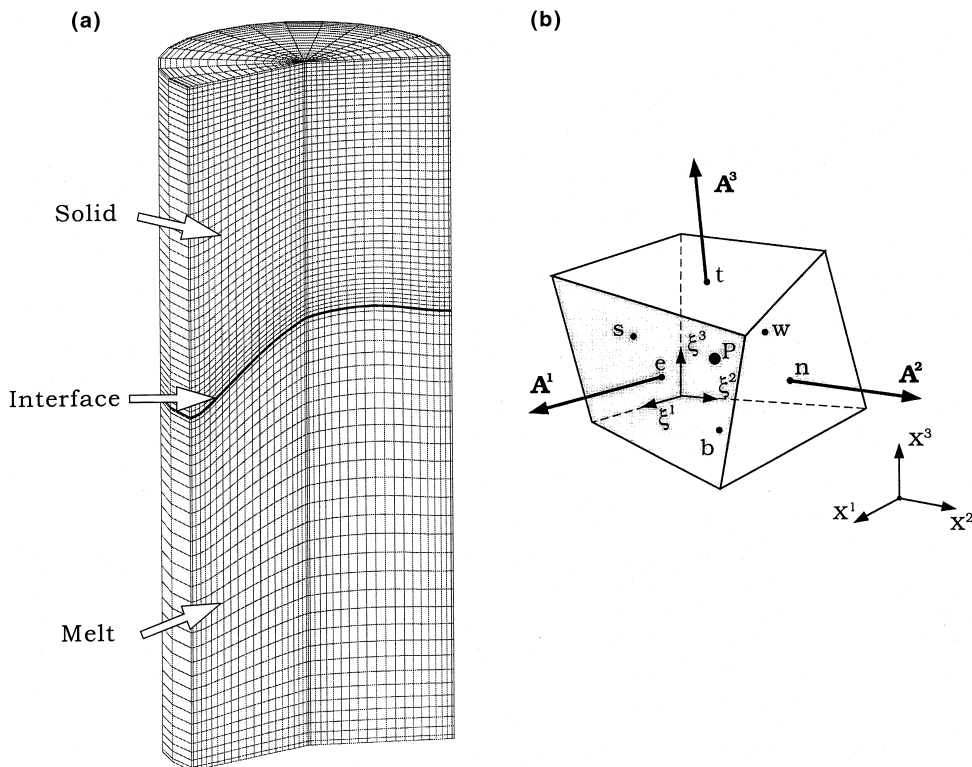 (a)
Solid
Interface
Melt
(b)
A³
t
s
ξ³
P
w
e
n
A¹
ξ²
A²
ξ¹
b
X³
X¹
X²